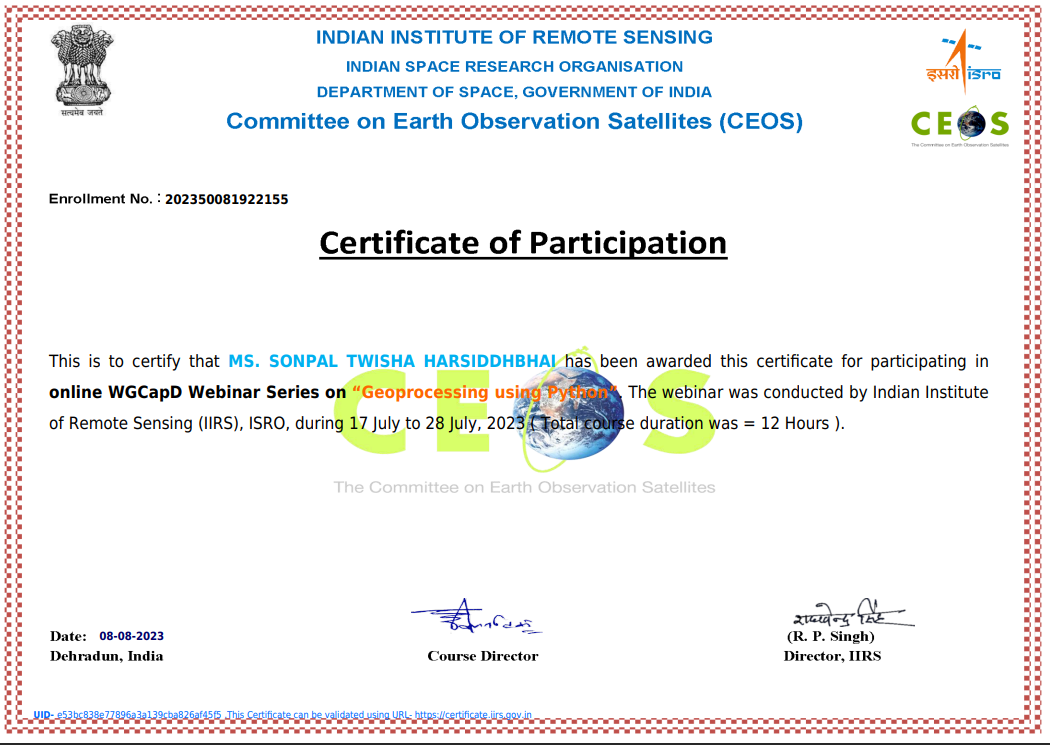 INDIAN INSTITUTE OF REMOTE SENSING
INDIAN SPACE RESEARCH ORGANISATION
DEPARTMENT OF SPACE, GOVERNMENT OF INDIA
Committee on Earth Observation Satellites (CEOS)
सत्यमेव जयते
इसरो isro
CEOS
The Committee on Earth Observation Satellites
Enrollment No. : 202350081922155
Certificate of Participation
This is to certify that MS. SONPAL TWISHA HARSIDDHBHAI has been awarded this certificate for participating in
online WGCapD Webinar Series on “Geoprocessing using Python”. The webinar was conducted by Indian Institute
of Remote Sensing (IIRS), ISRO, during 17 July to 28 July, 2023 ( Total course duration was = 12 Hours ).
CEOS
The Committee on Earth Observation Satellites
Date: 08-08-2023
Dehradun, India
Course Director
राघवेन्द्र सिंह
(R. P. Singh)
Director, IIRS
UID- e53bc838e77896a3a139cba826af45f5 .This Certificate can be validated using URL- https://certificate.iirs.gov.in